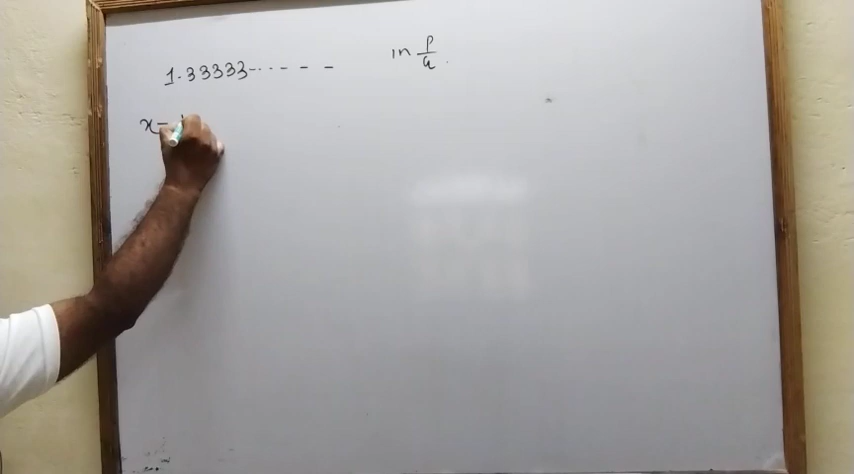 1.33333------ in p/q.
x=